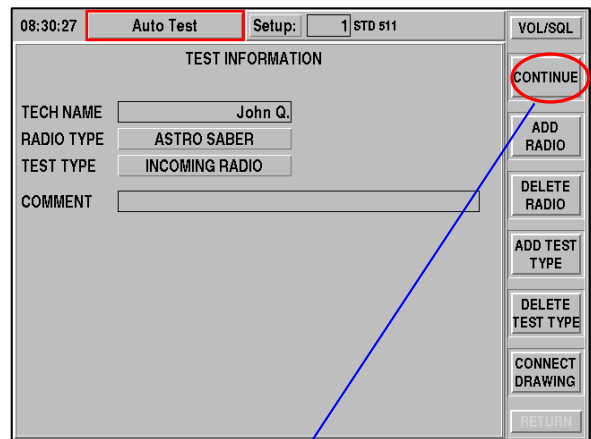 08:30:27 Auto Test Setup: 1 STD 511
TEST INFORMATION
TECH NAME John Q.
RADIO TYPE ASTRO SABER
TEST TYPE INCOMING RADIO
COMMENT
VOL/SQL
CONTINUE
ADD
RADIO
DELETE
RADIO
ADD TEST
TYPE
DELETE
TEST TYPE
CONNECT
DRAWING
RETURN